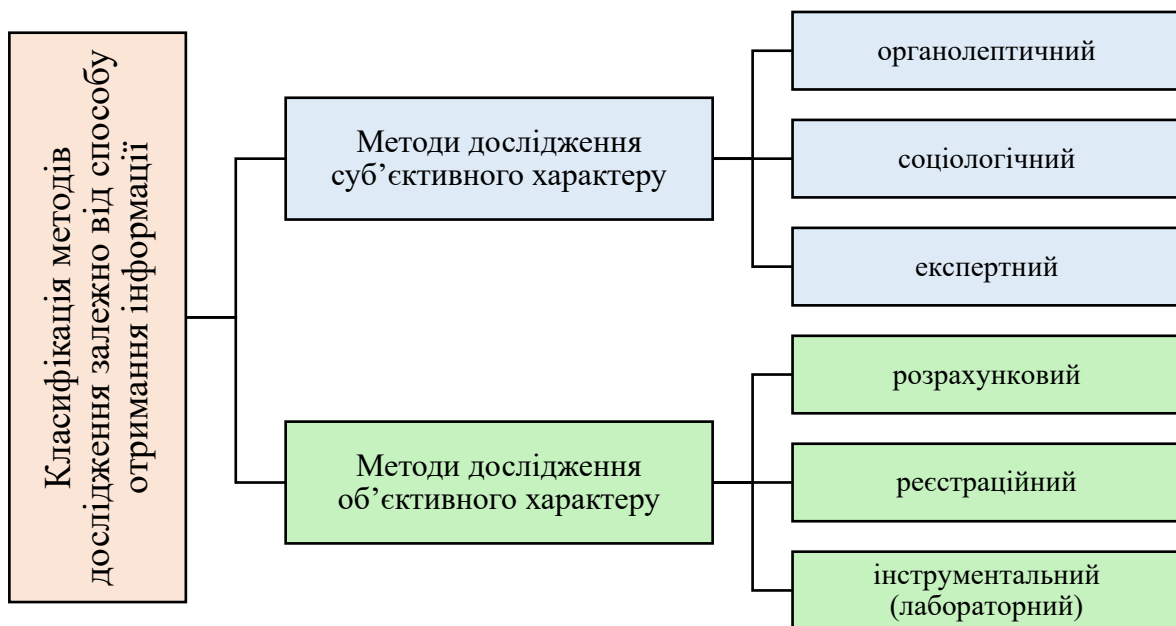 Класифікація методів
дослідження залежно від способу
отримання інформації
Методи дослідження
суб’єктивного характеру
органолептичний
соціологічний
експертний
Методи дослідження
об’єктивного характеру
розрахунковий
реєстраційний
інструментальний
(лабораторний)